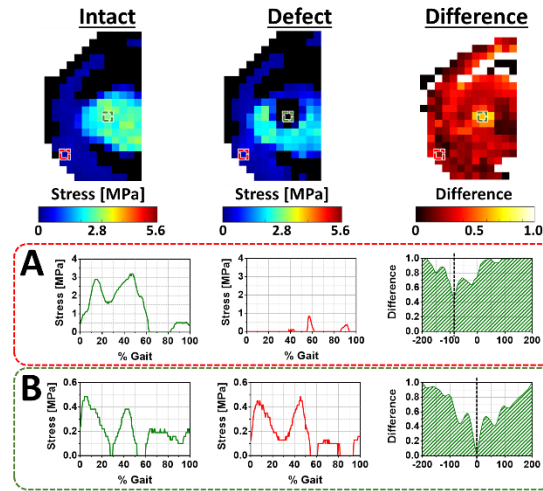 Intact Defect Difference
Stress [MPa] Stress [MPa] Difference
0 2.8 5.6 0 2.8 5.6 0 0.5 1.0
A
Stress [MPa]
4
3
2
1
0
0 20 40 60 80 100
% Gait
Stress [MPa]
4
3
2
1
0
0 20 40 60 80 100
% Gait
Difference
1.0
0.8
0.6
0.4
0.2
0.0
-200 -100 0 100 200
B
Stress [MPa]
0.6
0.4
0.2
0.0
0 20 40 60 80 100
% Gait
Stress [MPa]
0.6
0.4
0.2
0.0
0 20 40 60 80 100
% Gait
Difference
1.0
0.8
0.6
0.4
0.2
0.0
-200 -100 0 100 200